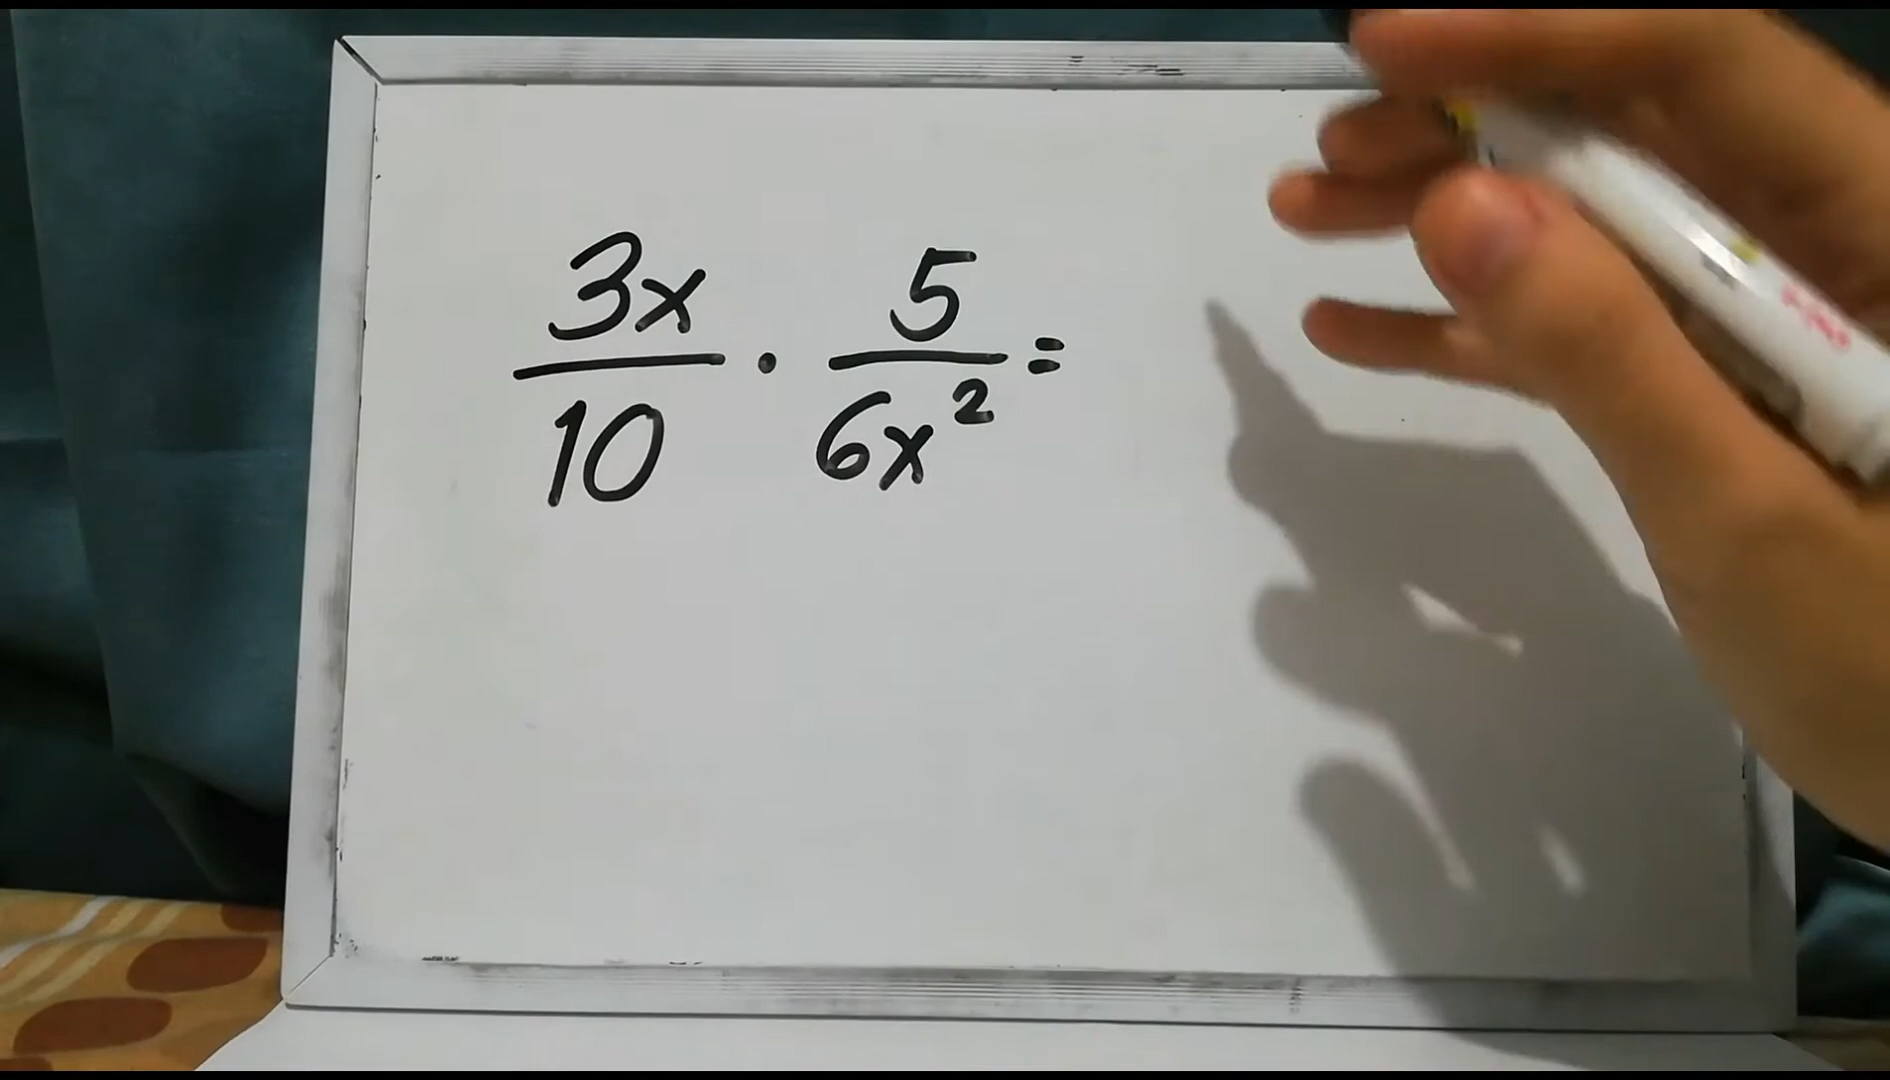 3x/10 · 5/6x² =